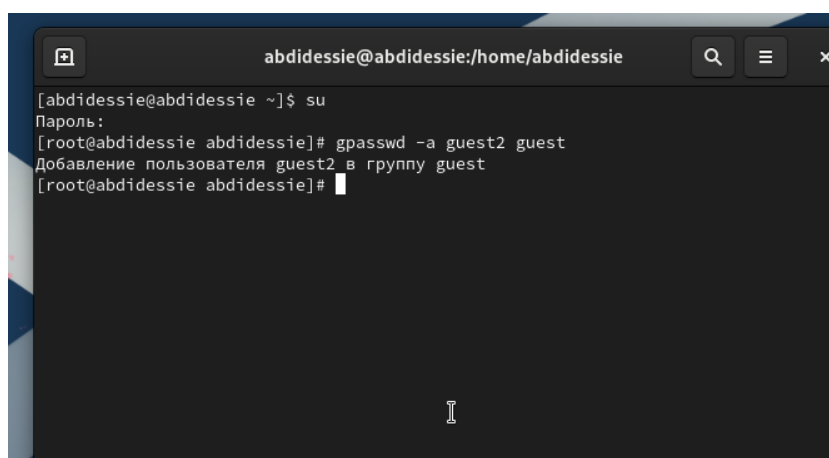 abdidessie@abdidessie:/home/abdidessie
[abdidessie@abdidessie ~]$ su
Пароль:
[root@abdidessie abdidessie]# gpasswd -a guest2 guest
Добавление пользователя guest2 в группу guest
[root@abdidessie abdidessie]#